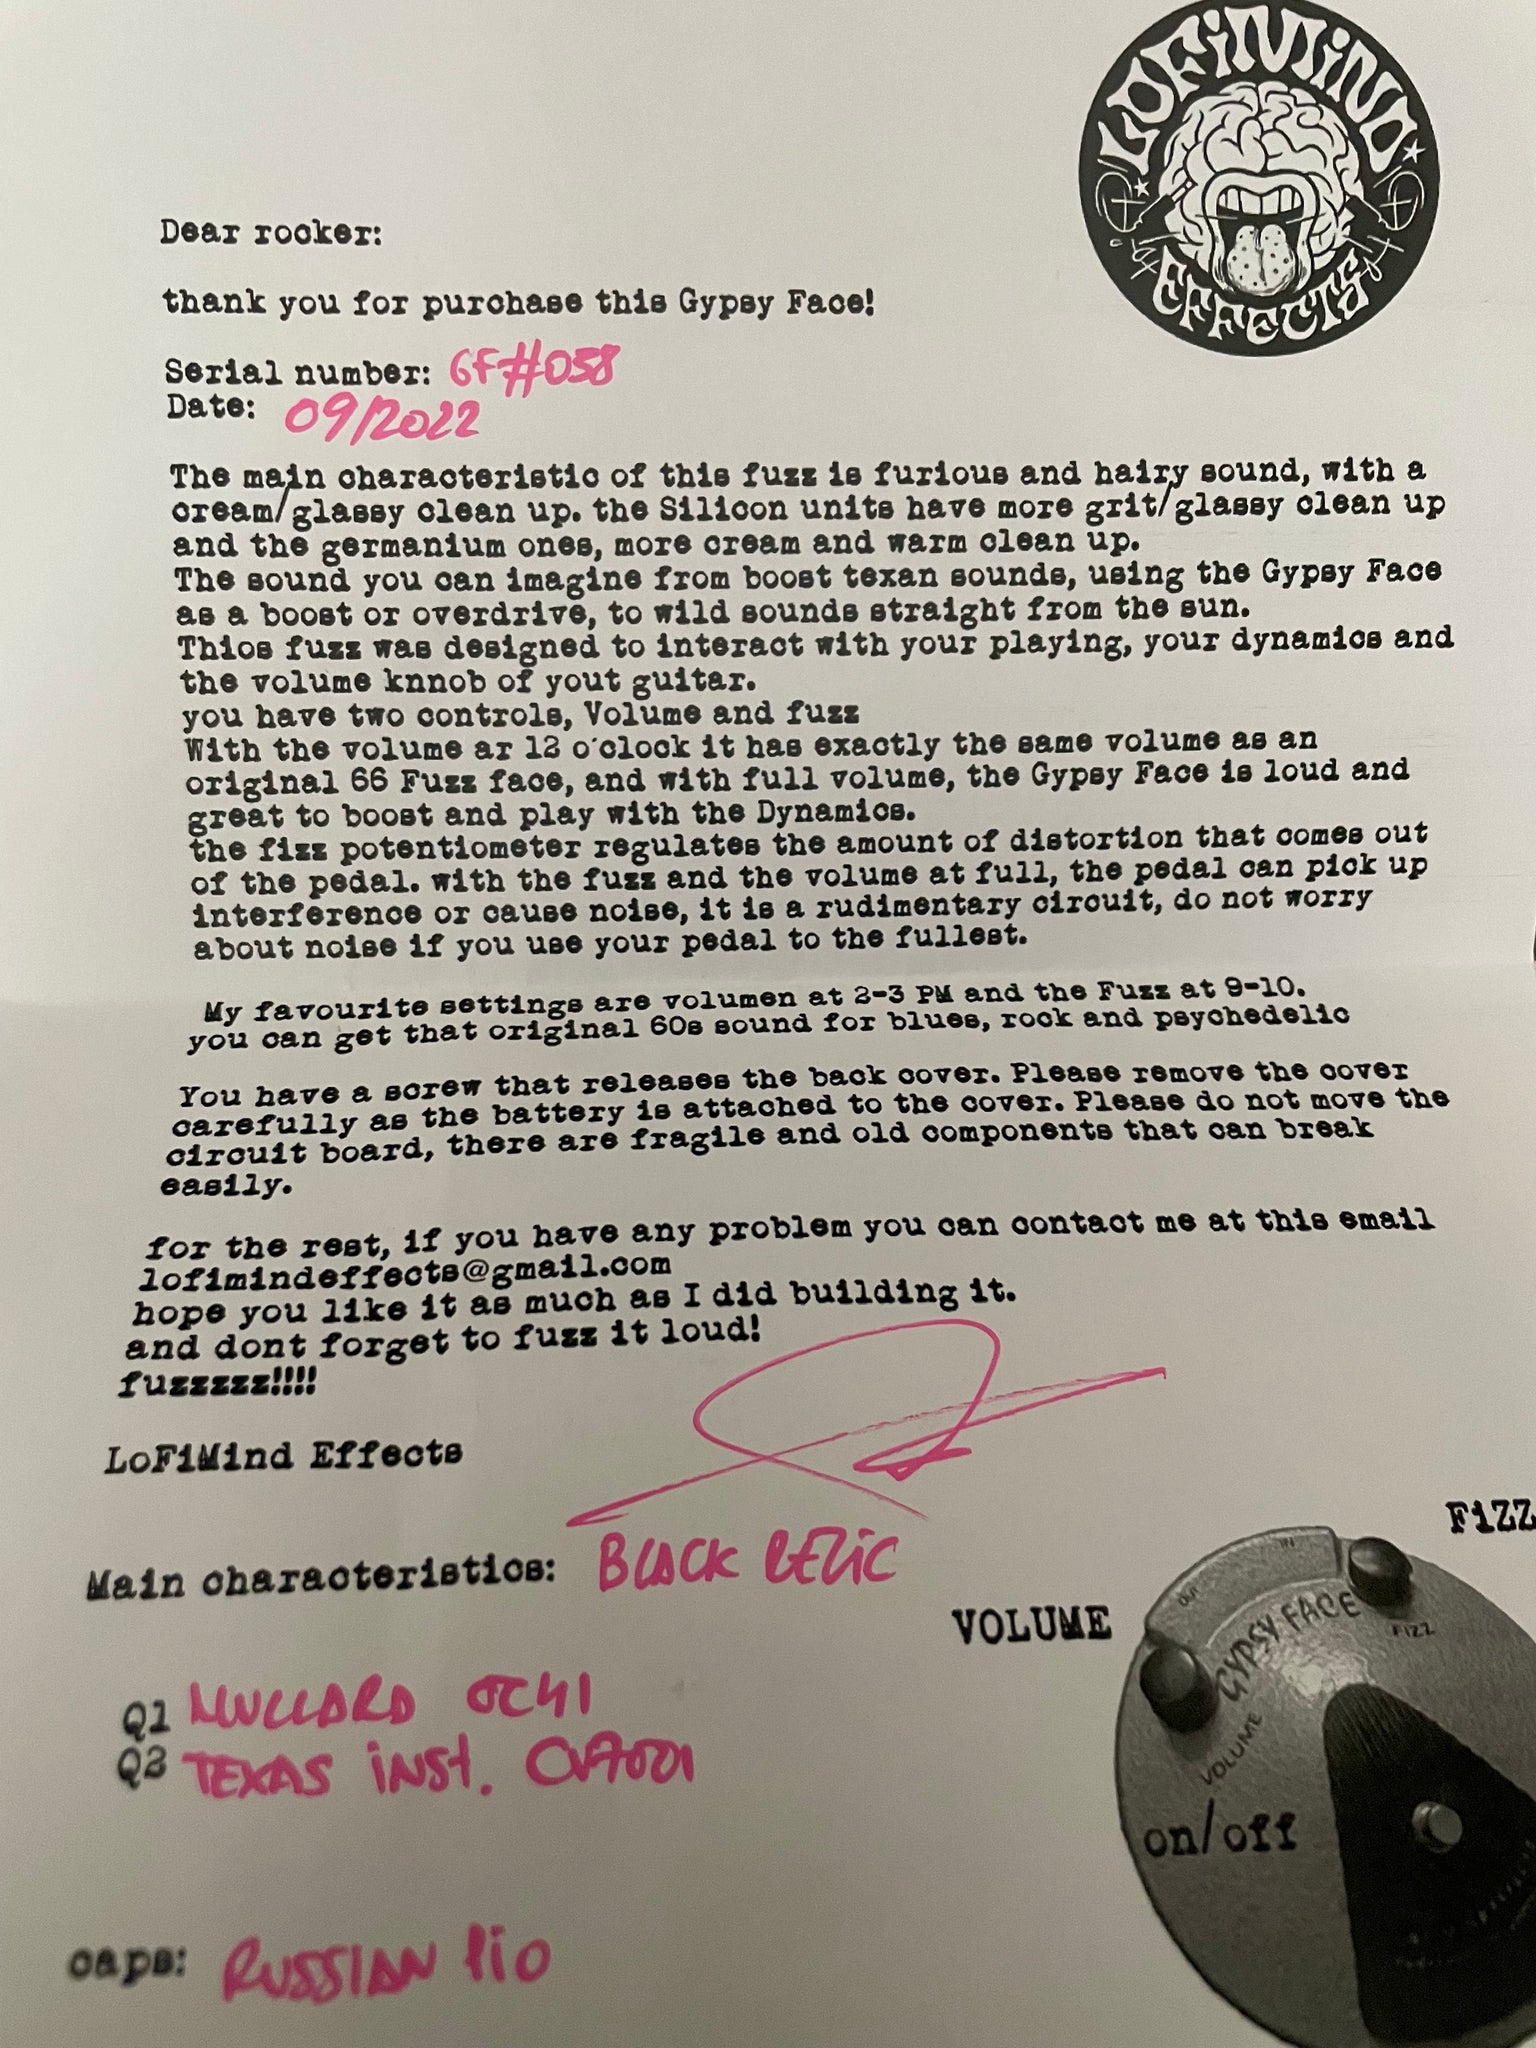 LOFiMiND
EFFECTS
Dear rocker:
thank you for purchase this Gypsy Face!
Serial number: GF#058
Date: 09/2022
The main characteristic of this fuzz is furious and hairy sound, with a
cream/glassy clean up. the Silicon units have more grit/glassy clean up
and the germanium ones, more cream and warm clean up.
The sound you can imagine from boost texan sounds, using the Gypsy Face
as a boost or overdrive, to wild sounds straight from the sun.
Thios fuzz was designed to interact with your playing, your dynamics and
the volume knnob of yout guitar.
you have two controls, Volume and fuzz
With the volume ar 12 o'clock it has exactly the same volume as an
original 66 Fuzz face, and with full volume, the Gypsy Face is loud and
great to boost and play with the Dynamics.
the fizz potentiometer regulates the amount of distortion that comes out
of the pedal. with the fuzz and the volume at full, the pedal can pick up
interference or cause noise, it is a rudimentary circuit, do not worry
about noise if you use your pedal to the fullest.
My favourite settings are volumen at 2-3 PM and the Fuzz at 9-10.
you can get that original 60s sound for blues, rock and psychedelic
You have a screw that releases the back cover. Please remove the cover
carefully as the battery is attached to the cover. Please do not move the
circuit board, there are fragile and old components that can break
easily.
for the rest, if you have any problem you can contact me at this email
lofimindeffects@gmail.com
hope you like it as much as I did building it.
and dont forget to fuzz it loud!
fuzzzzz!!!!
LoFiMind Effects
Main characteristics: BLACK RELIC
FiZZ
VOLUME
OUT
IN
GYPSY FACE
FIZZ
VOLUME
on/off
Q1 MULLARD OC41
Q2 TEXAS inst.
caps: RUSSIAN PiO